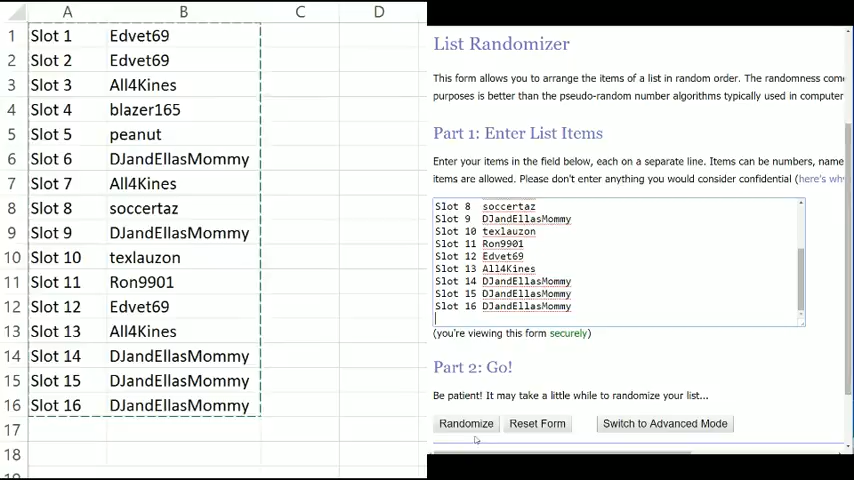 A B C D
1 Slot 1 Edvet69
2 Slot 2 Edvet69
3 Slot 3 All4Kines
4 Slot 4 blazer165
5 Slot 5 peanut
6 Slot 6 DJandEllasMommy
7 Slot 7 All4Kines
8 Slot 8 soccertaz
9 Slot 9 DJandEllasMommy
10 Slot 10 texlauzon
11 Slot 11 Ron9901
12 Slot 12 Edvet69
13 Slot 13 All4Kines
14 Slot 14 DJandEllasMommy
15 Slot 15 DJandEllasMommy
16 Slot 16 DJandEllasMommy
17
18
List Randomizer
This form allows you to arrange the items of a list in random order. The randomness com
purposes is better than the pseudo-random number algorithms typically used in computer
Part 1: Enter List Items
Enter your items in the field below, each on a separate line. Items can be numbers, name
are allowed. Please don't enter anything you would consider confidential (here's why
Slot 8 soccertaz
Slot 9 DJandEllasMommy
Slot 10 texlauzon
Slot 11 Ron9901
Slot 12 Edvet69
Slot 13 All4Kines
Slot 14 DJandEllasMommy
Slot 15 DJandEllasMommy
Slot 16 DJandEllasMommy
(you're viewing this form securely)
Part 2: Go!
Be patient! It may take a little while to randomize your list...
Randomize Reset Form Switch to Advanced Mode